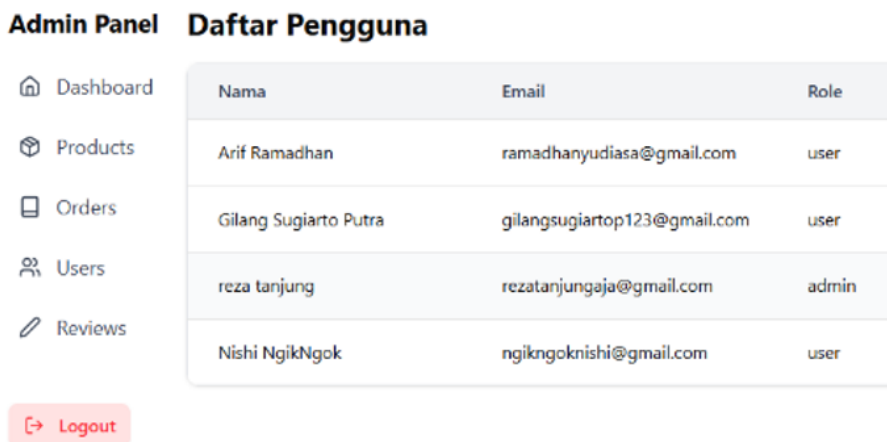 Admin Panel
Dashboard
Products
Orders
Users
Reviews
Logout
Daftar Pengguna
Nama Email Role
Arif Ramadhan ramadhanyudiasa@gmail.com user
Gilang Sugiarto Putra gilangsugiartop123@gmail.com user
reza tanjung rezatanjungaja@gmail.com admin
Nishi NgikNgok ngikngoknishi@gmail.com user